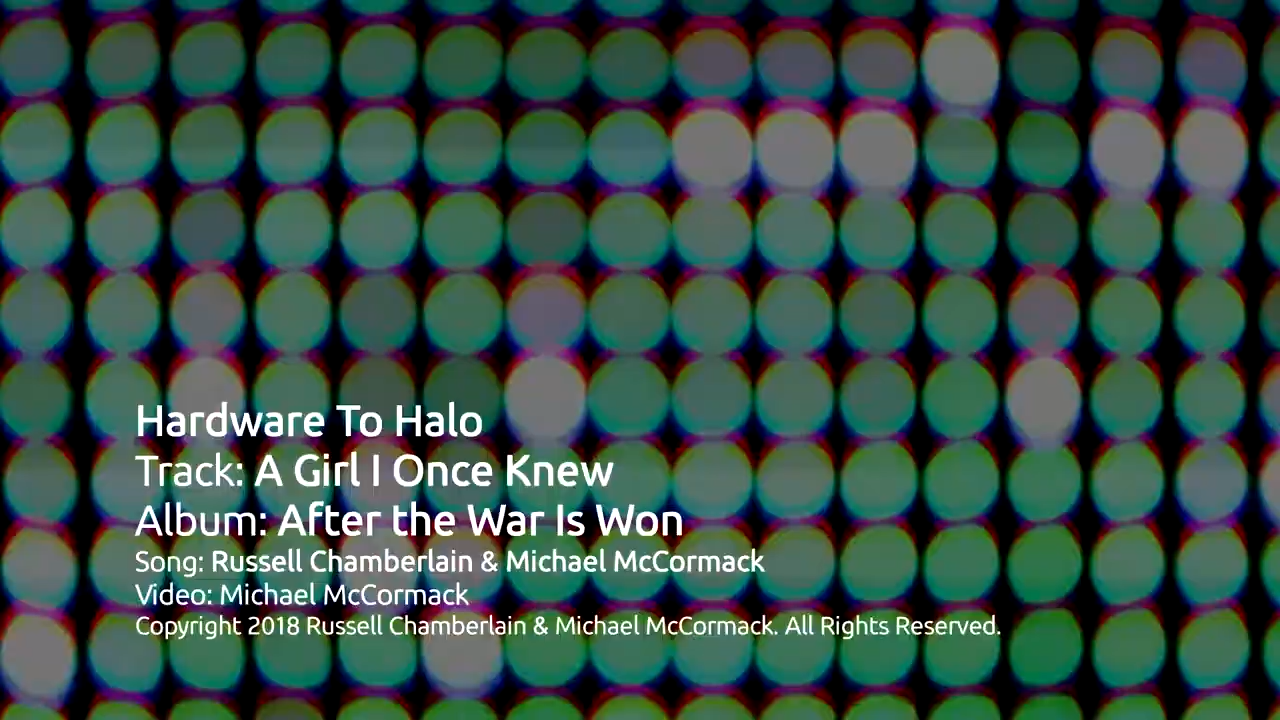 Hardware To Halo
Track: A Girl I Once Knew
Album: After the War Is Won
Song: Russell Chamberlain & Michael McCormack
Video: Michael McCormack
Copyright 2018 Russell Chamberlain & Michael McCormack. All Rights Reserved.